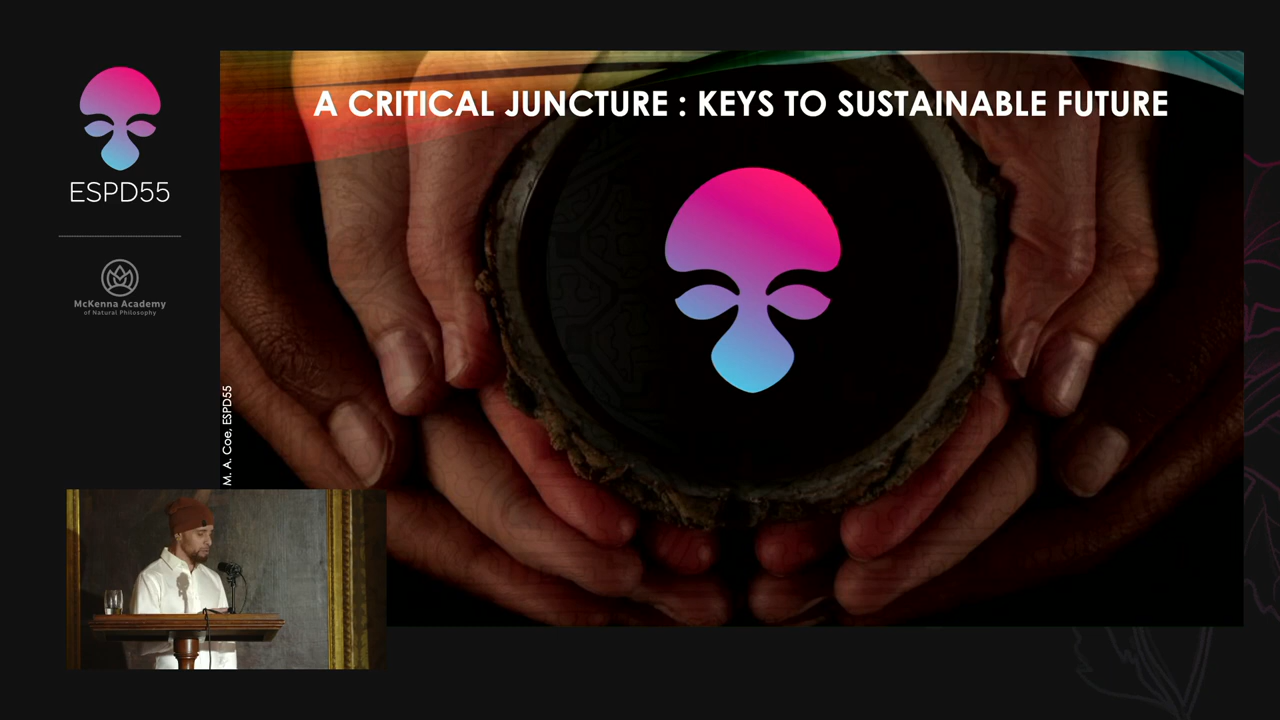 ESPD55
McKenna Academy
of Natural Philosophy
A CRITICAL JUNCTURE : KEYS TO SUSTAINABLE FUTURE
M. A. Coe, ESPD55